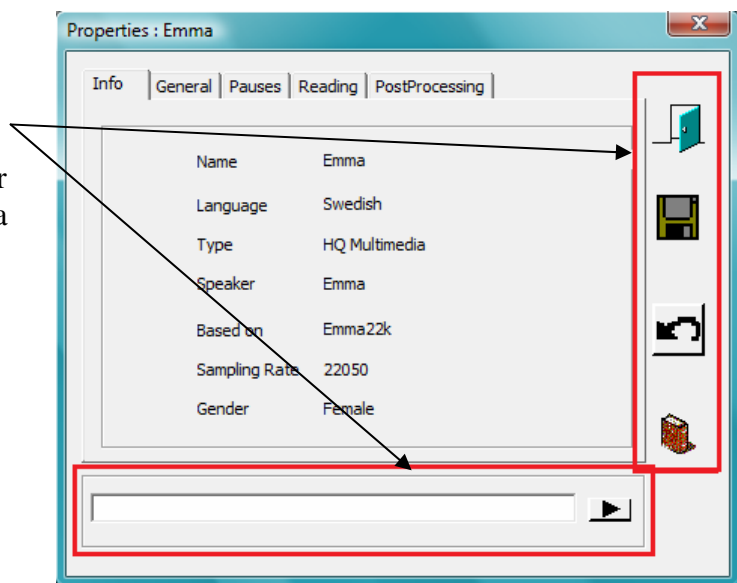 Properties : Emma
Info General Pauses Reading PostProcessing
Name Emma
r
Language Swedish
a
Type HQ Multimedia
Speaker Emma
Based on Emma22k
Sampling Rate 22050
Gender Female